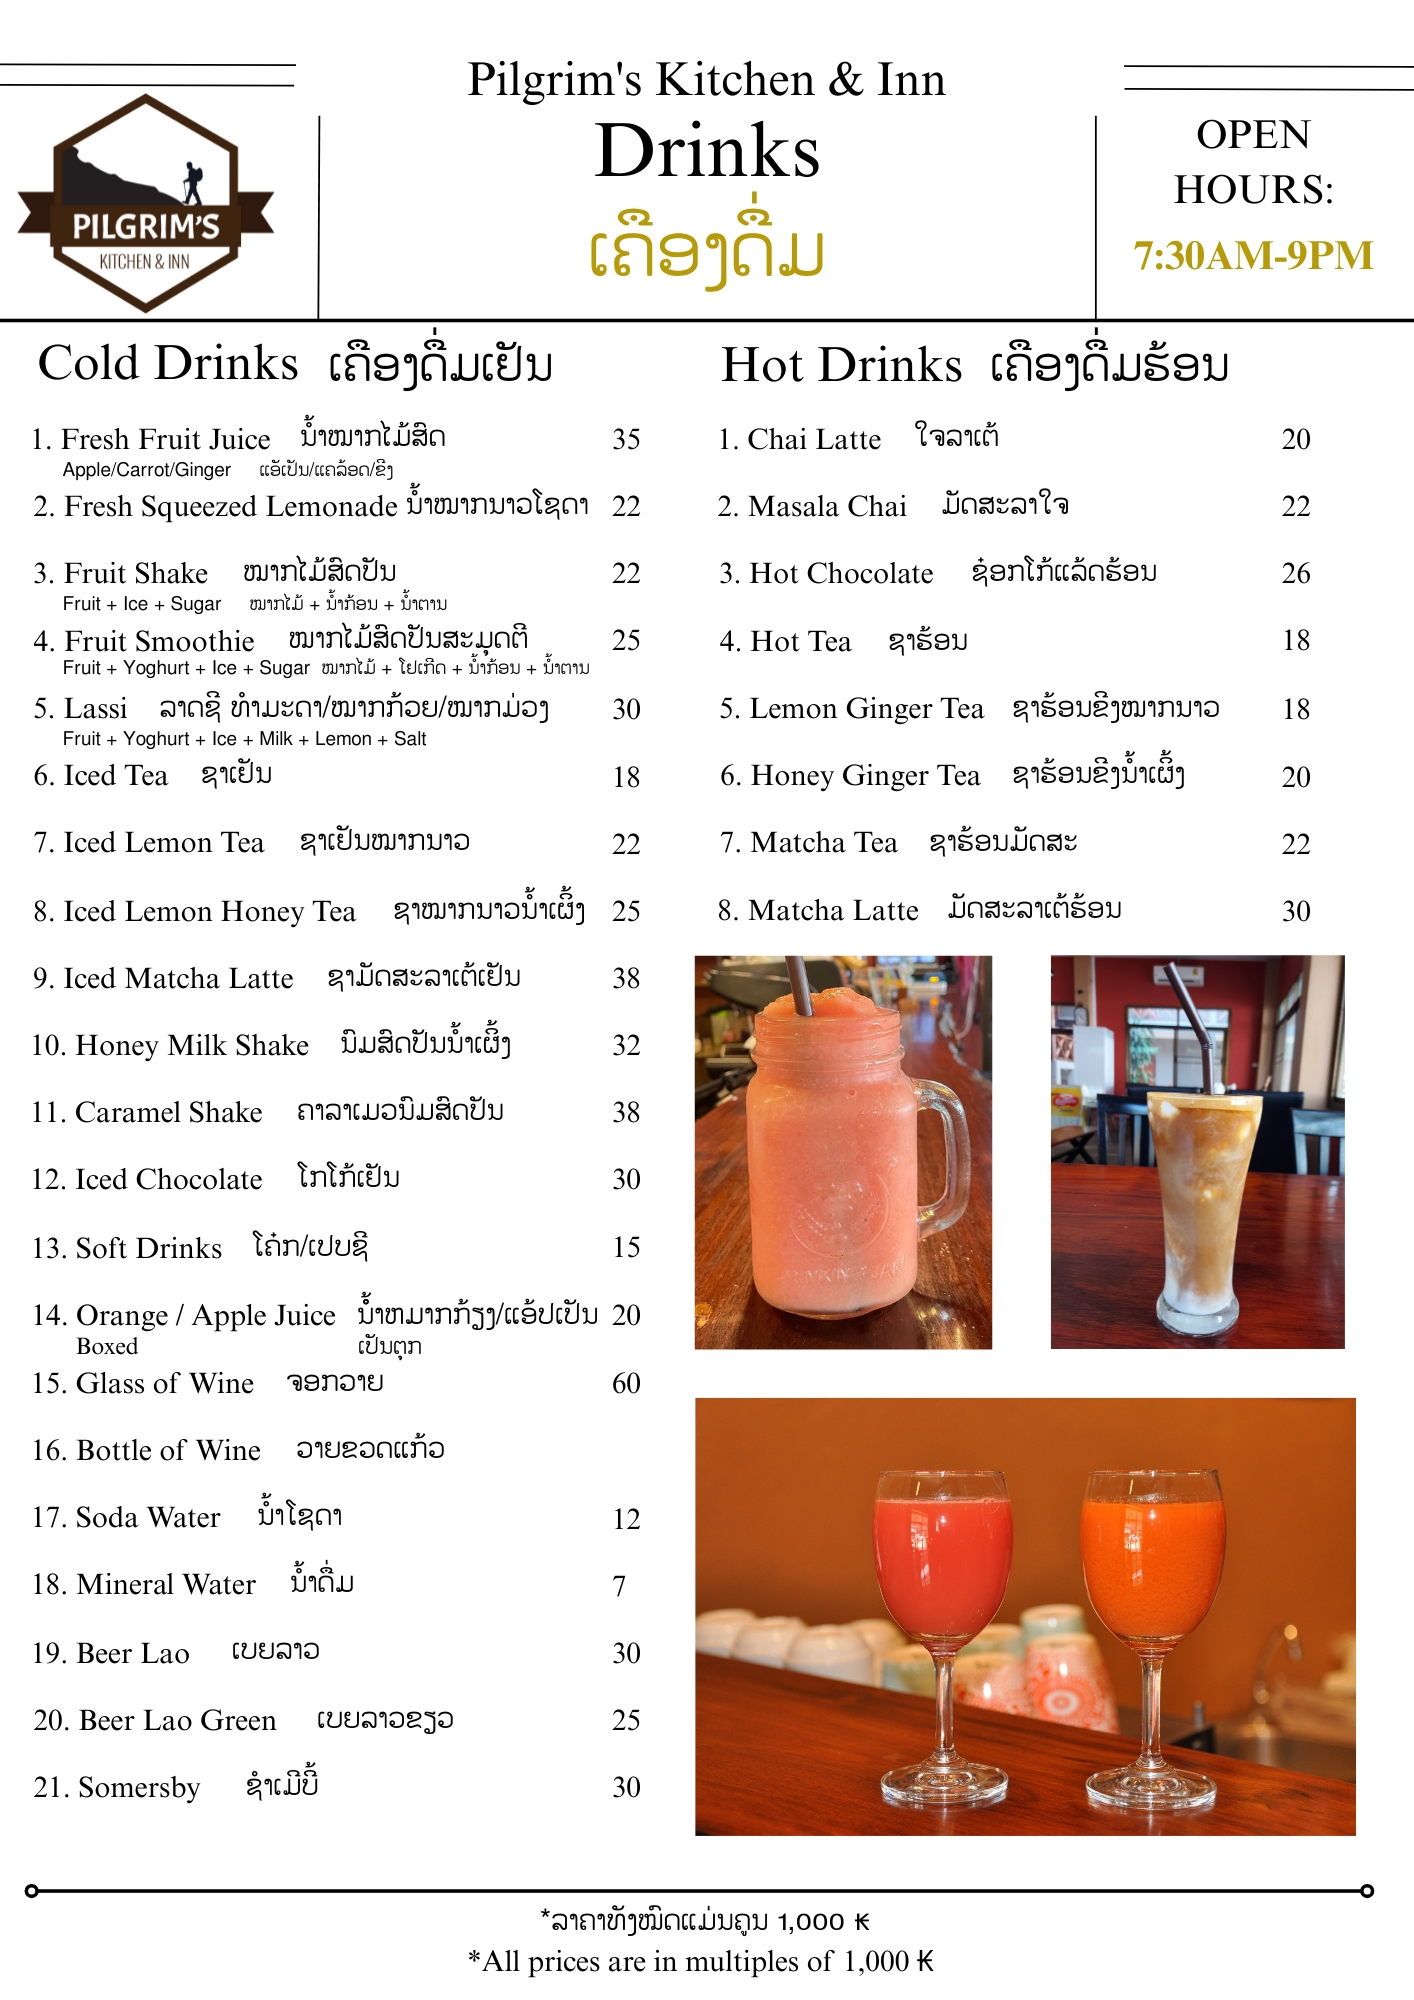 Pilgrim's Kitchen & Inn
Drinks
ເຄືອງດື່ມ
PILGRIM'S
KITCHEN & INN
OPEN
HOURS:
7:30AM-9PM
Cold Drinks ເຄືອງດື່ມເຢັນ
1. Fresh Fruit Juice ນ້ຳໝາກໄມ້ສົດ 35
Apple/Carrot/Ginger ແອັເປັນ/ແຄລ້ອດ/ຂີງ
2. Fresh Squeezed Lemonade ນ້ຳໝາກນາວໂຊດາ 22
3. Fruit Shake ໝາກໄມ້ສົດປັ່ນ 22
Fruit + Ice + Sugar ໝາກໄມ້ + ນ້ຳກ້ອນ + ນ້ຳຕານ
4. Fruit Smoothie ໝາກໄມ້ສົດປັນສະມຸດຕີ 25
Fruit + Yoghurt + Ice + Sugar ໝາກໄມ້ + ໂຢເກີດ + ນ້ຳກ້ອນ + ນ້ຳຕານ
5. Lassi ລາດຊີ ທຳມະດາ/ໝາກກ້ວຍ/ໝາກມ່ວງ 30
Fruit + Yoghurt + Ice + Milk + Lemon + Salt
6. Iced Tea ຊາເຢັນ 18
7. Iced Lemon Tea ຊາເຢັນໝາກນາວ 22
8. Iced Lemon Honey Tea ຊາໝາກນາວນ້ຳເຜິ້ງ 25
9. Iced Matcha Latte ຊາມັດສະລາເຕ້ເຢັນ 38
10. Honey Milk Shake ນົມສົດປັນນ້ຳເຜິ້ງ 32
11. Caramel Shake ຄາລາເມວນົມສົດປັນ 38
12. Iced Chocolate ໂກໂກ້ເຢັນ 30
13. Soft Drinks ໂຄ໋ກ/ເປບຊີ 15
14. Orange / Apple Juice ນ້ຳຫມາກກ້ຽງ/ແອ້ປເປັນ 20
Boxed ເປັນຕຸກ
15. Glass of Wine ຈອກວາຍ 60
16. Bottle of Wine ວາຍຂວດແກ້ວ
17. Soda Water ນ້ຳໂຊດາ 12
18. Mineral Water ນ້ຳດື່ມ 7
19. Beer Lao ເບຍລາວ 30
20. Beer Lao Green ເບຍລາວຂຽວ 25
21. Somersby ຊຳເມີບີ້ 30
Hot Drinks ເຄືອງດື່ມຮ້ອນ
1. Chai Latte ໃຈລາເຕ້ 20
2. Masala Chai ມັດສະລາໃຈ 22
3. Hot Chocolate ຊ໋ອກໂກ້ແລ້ດຮ້ອນ 26
4. Hot Tea ຊາຮ້ອນ 18
5. Lemon Ginger Tea ຊາຮ້ອນຂີງໝາກນາວ 18
6. Honey Ginger Tea ຊາຮ້ອນຂີງນ້ຳເຜິ້ງ 20
7. Matcha Tea ຊາຮ້ອນມັດສະ 22
8. Matcha Latte ມັດສະລາເຕ້ຮ້ອນ 30
*ລາຄາທັງໝົດແມ່ນຄູນ 1,000 ₭
*All prices are in multiples of 1,000 ₭